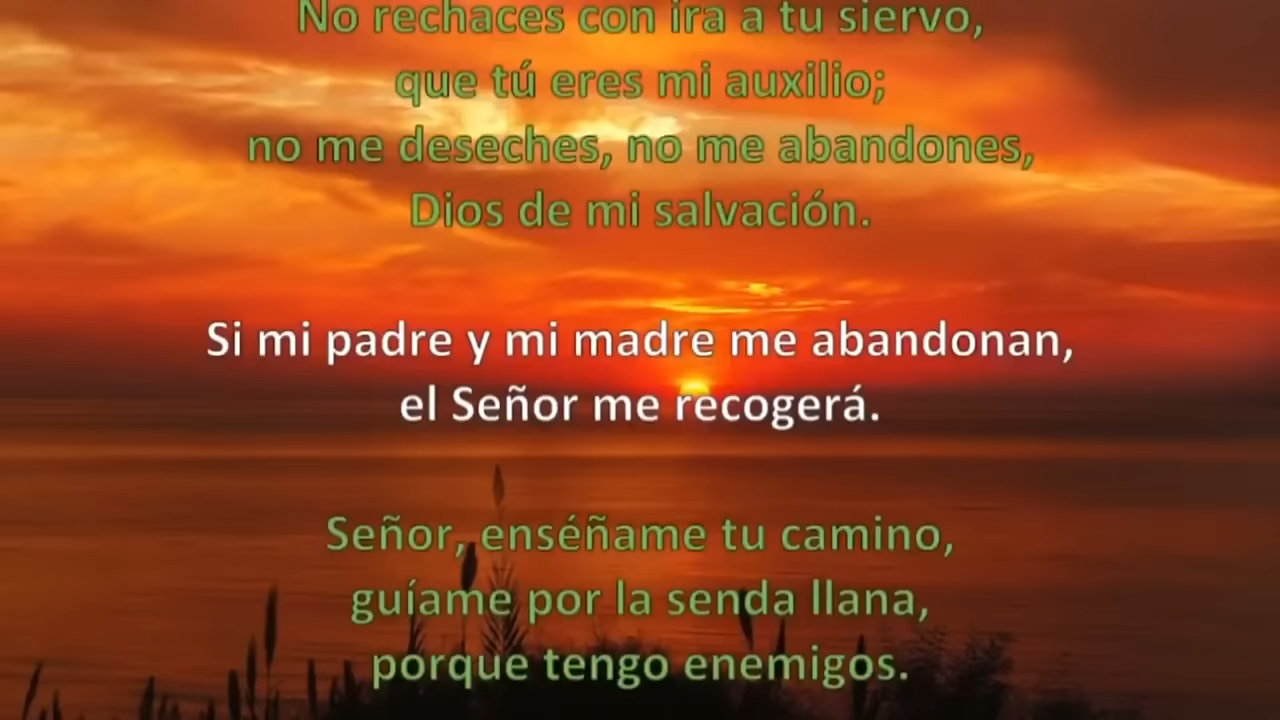 No rechaces con ira a tu siervo,
que tú eres mi auxilio;
no me deseches, no me abandones,
Dios de mi salvación.
Si mi padre y mi madre me abandonan,
el Señor me recogerá.
Señor, enséñame tu camino,
guíame por la senda llana,
porque tengo enemigos.